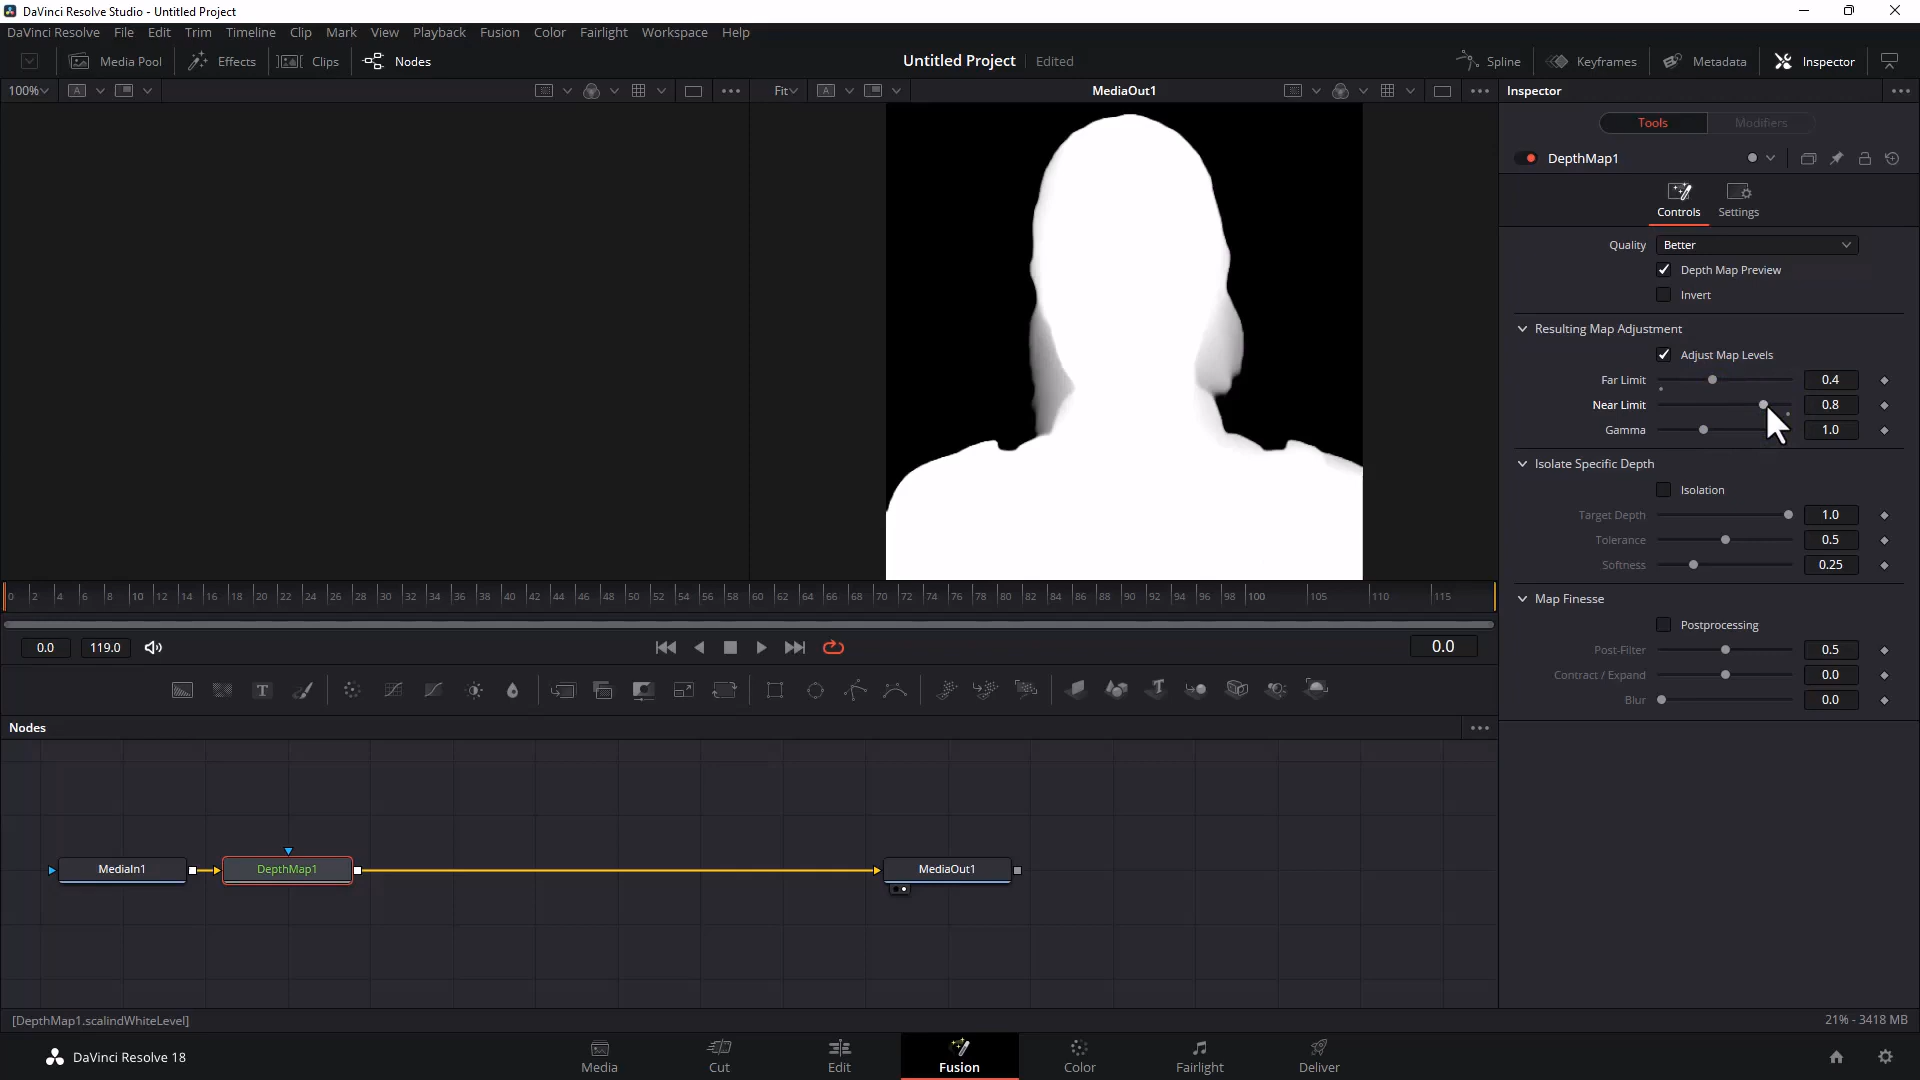 DaVinci Resolve Studio - Untitled Project
DaVinci Resolve File Edit Trim Timeline Clip Mark View Playback Fusion Color Fairlight Workspace Help
Media Pool Effects Clips Nodes Untitled Project Edited Spline Keyframes Metadata Inspector
100% A Fit A MediaOut1 Inspector
Tools Modifiers
DepthMap1
Controls Settings
Quality Better
Depth Map Preview
Invert
Resulting Map Adjustment
Adjust Map Levels
Far Limit 0.4
Near Limit 0.8
Gamma 1.0
Isolate Specific Depth
Isolation
Target Depth 1.0
Tolerance 0.5
Softness 0.25
Map Finesse
Postprocessing
Post-Filter 0.5
Contract / Expand 0.0
Blur 0.0
0 2 4 6 8 10 12 14 16 18 20 22 24 26 28 30 32 34 36 38 40 42 44 46 48 50 52 54 56 58 60 62 64 66 68 70 72 74 76 78 80 82 84 86 88 90 92 94 96 98 100 105 110 115
0.0 119.0 0.0
T
Nodes
MediaIn1 DepthMap1 MediaOut1
[DepthMap1.scalindWhiteLevel] 21% - 3418 MB
DaVinci Resolve 18 Media Cut Edit Fusion Color Fairlight Deliver